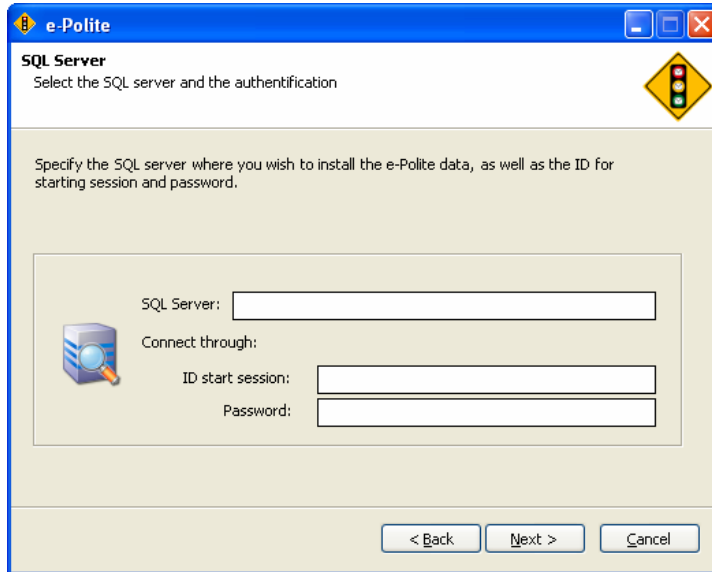 e-Polite
SQL Server
Select the SQL server and the authentification
Specify the SQL server where you wish to install the e-Polite data, as well as the ID for
starting session and password.
SQL Server:
Connect through:
ID start session:
Password:
< Back Next > Cancel